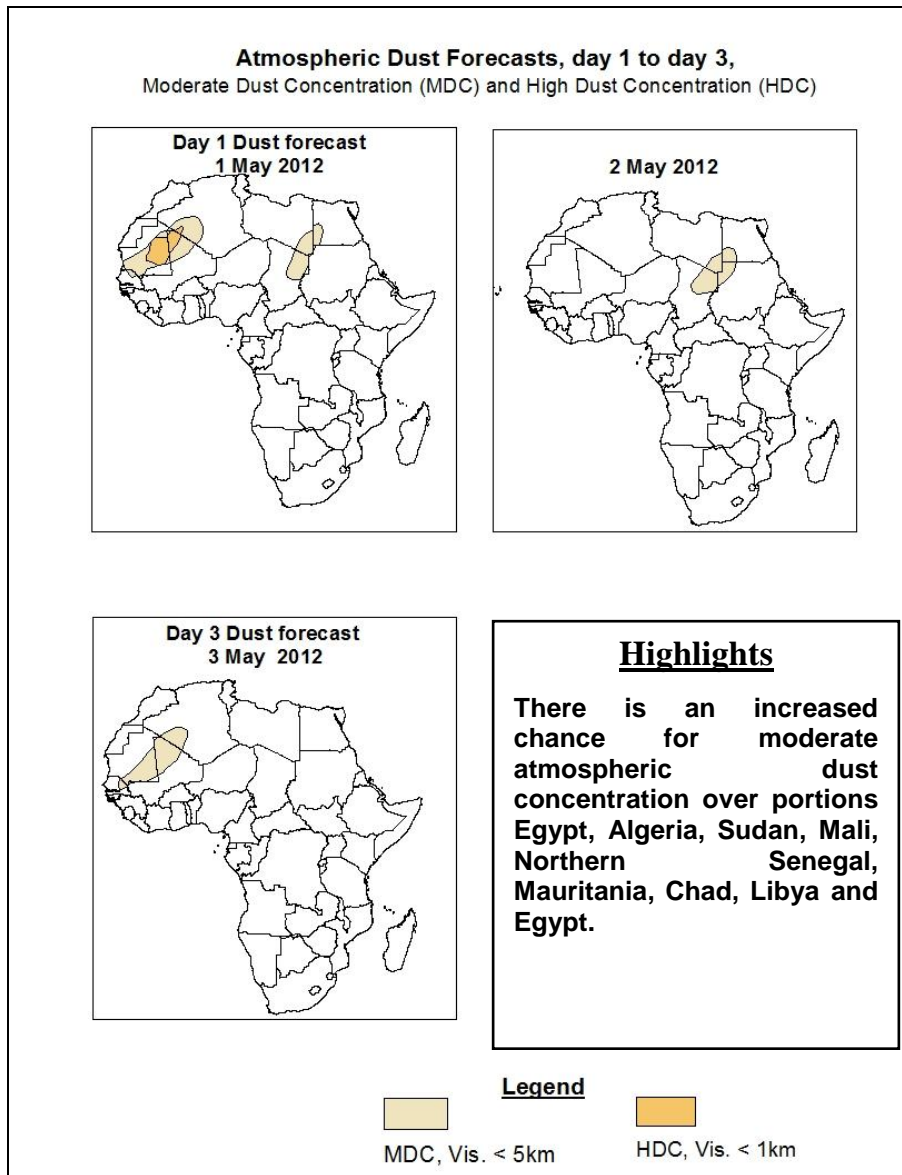 Atmospheric Dust Forecasts, day 1 to day 3,
Moderate Dust Concentration (MDC) and High Dust Concentration (HDC)
Day 1 Dust forecast
1 May 2012
2 May 2012
Day 3 Dust forecast
3 May 2012
Highlights
There is an increased
chance for moderate
atmospheric dust
concentration over portions
Egypt, Algeria, Sudan, Mali,
Northern Senegal,
Mauritania, Chad, Libya and
Egypt.
Legend
MDC, Vis. < 5km
HDC, Vis. < 1km